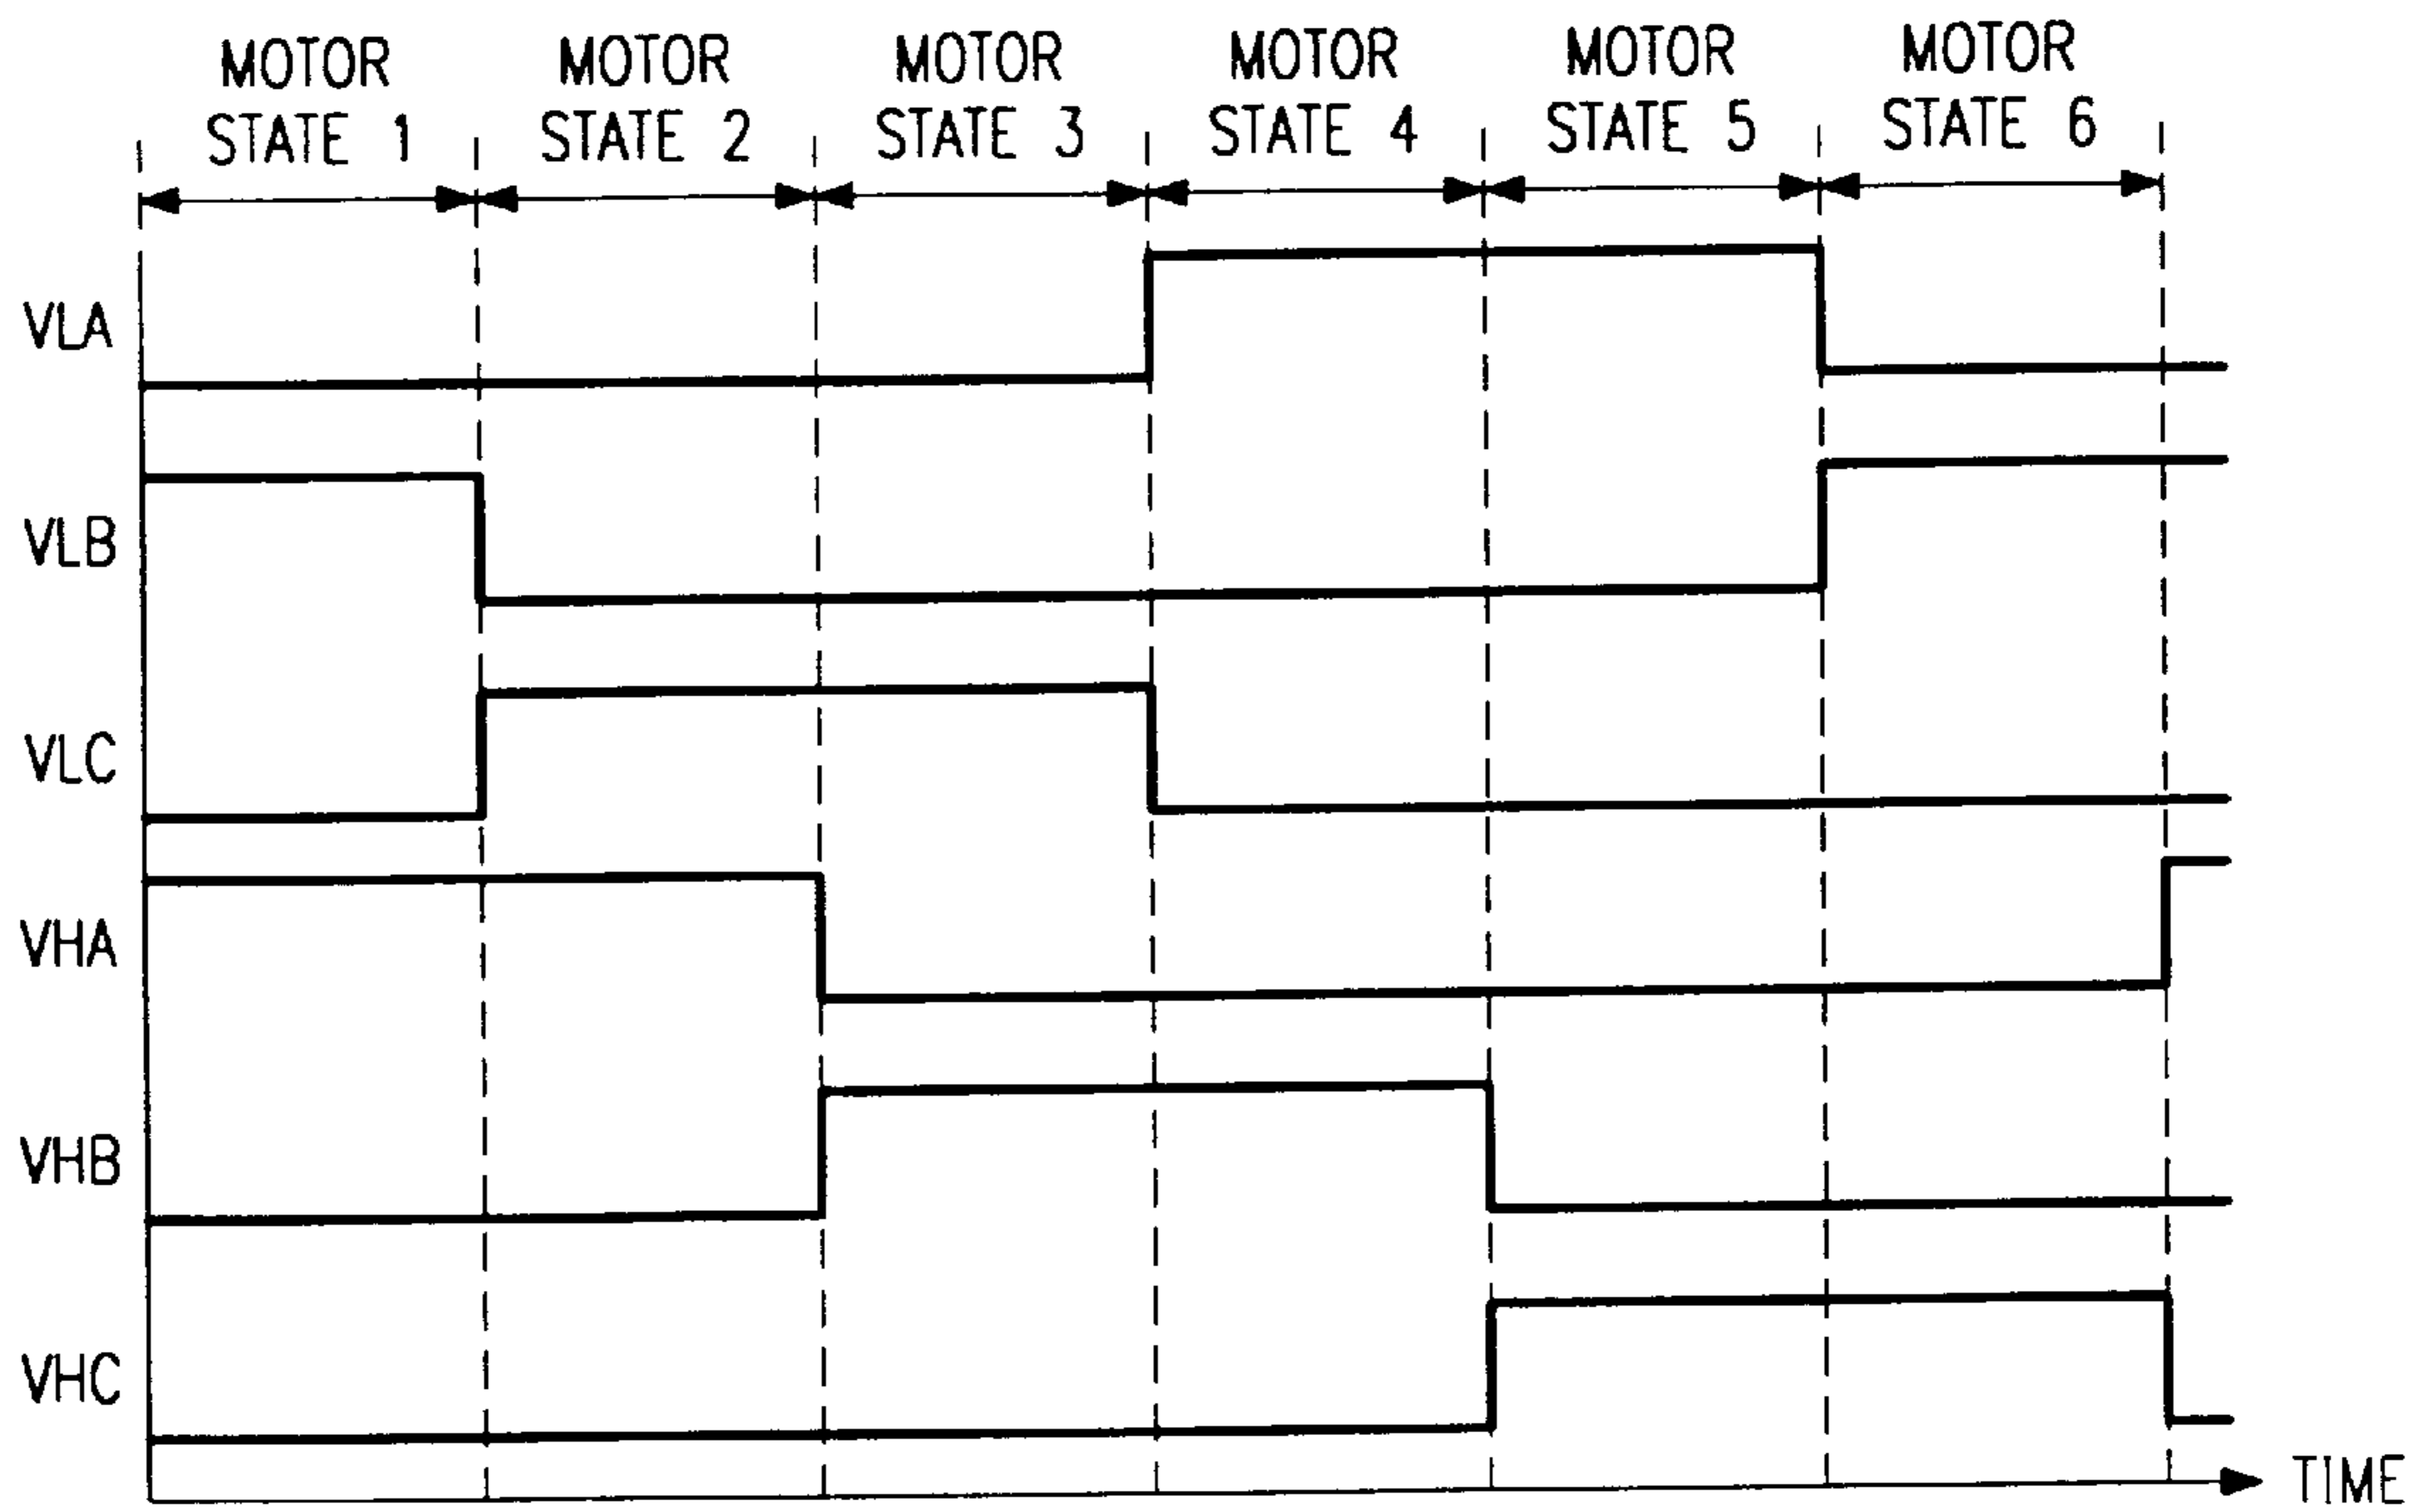 MOTOR STATE 1
MOTOR STATE 2
MOTOR STATE 3
MOTOR STATE 4
MOTOR STATE 5
MOTOR STATE 6
VLA
VLB
VLC
VHA
VHB
VHC
TIME